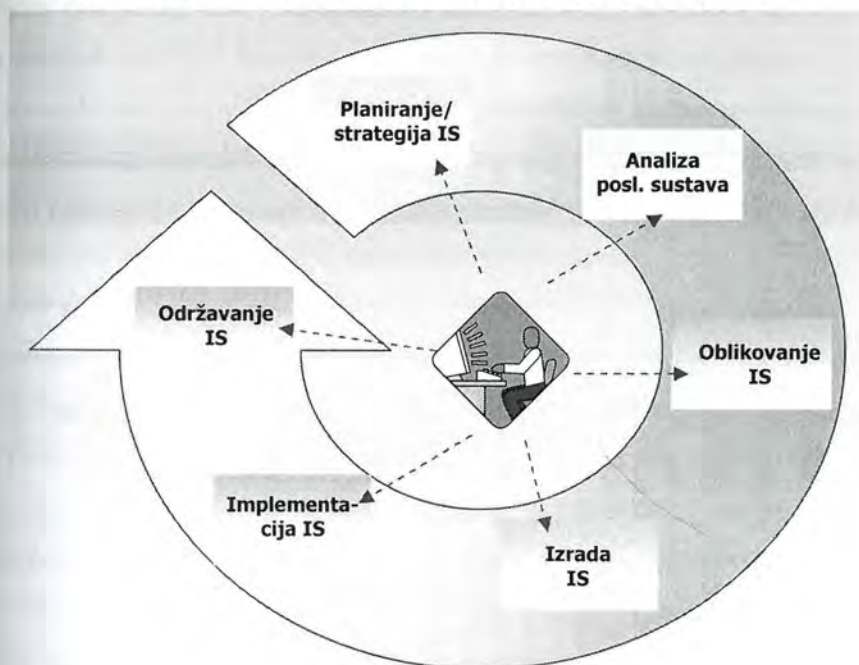 Planiranje/
strategija IS
Analiza
posl. sustava
Oblikovanje
IS
Izrada
IS
Implementa-
cija IS
Održavanje
IS